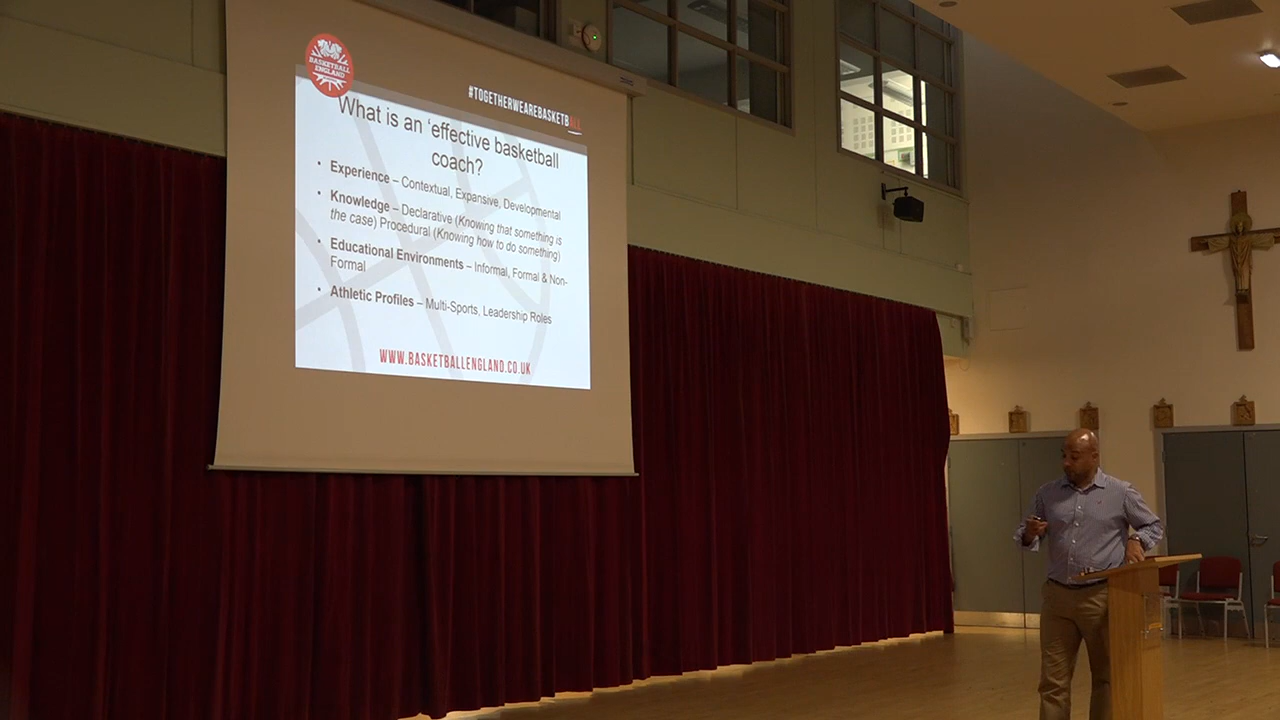 BASKETBALL
ENGLAND
#TOGETHERWEAREBASKETBALL
What is an ‘effective basketball
coach?
• Experience – Contextual, Expansive, Developmental
• Knowledge – Declarative (Knowing that something is
the case) Procedural (Knowing how to do something)
• Educational Environments – Informal, Formal & Non-
Formal
• Athletic Profiles – Multi-Sports, Leadership Roles
WWW.BASKETBALLENGLAND.CO.UK